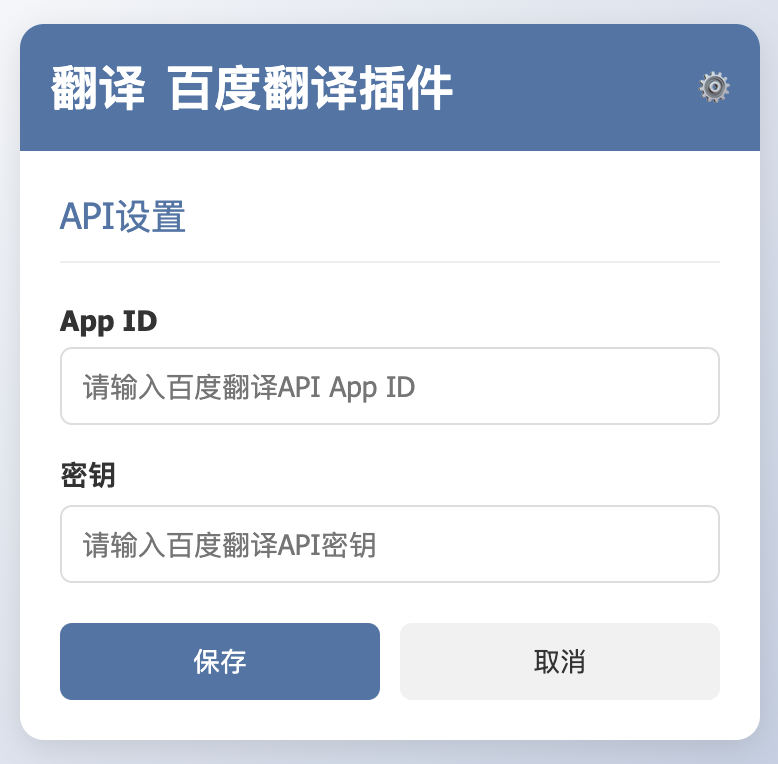 翻译 百度翻译插件
API设置
App ID
请输入百度翻译API App ID
密钥
请输入百度翻译API密钥
保存
取消